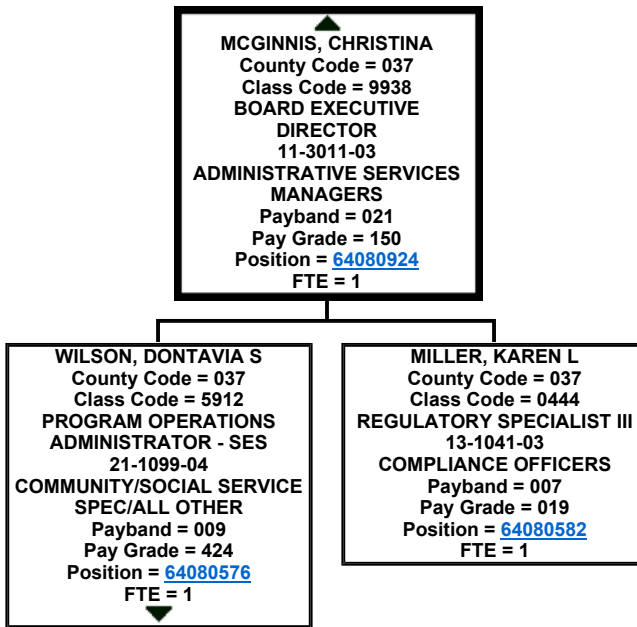 MCGINNIS, CHRISTINA
County Code = 037
Class Code = 9938
BOARD EXECUTIVE
DIRECTOR
11-3011-03
ADMINISTRATIVE SERVICES
MANAGERS
Payband = 021
Pay Grade = 150
Position = 64080924
FTE = 1
WILSON, DONTAVIA S
County Code = 037
Class Code = 5912
PROGRAM OPERATIONS
ADMINISTRATOR - SES
21-1099-04
COMMUNITY/SOCIAL SERVICE
SPEC/ALL OTHER
Payband = 009
Pay Grade = 424
Position = 64080576
FTE = 1
MILLER, KAREN L
County Code = 037
Class Code = 0444
REGULATORY SPECIALIST III
13-1041-03
COMPLIANCE OFFICERS
Payband = 007
Pay Grade = 019
Position = 64080582
FTE = 1